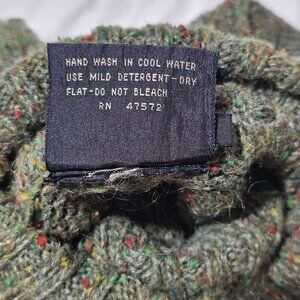 HAND WASH IN COOL WATER
USE MILD DETERGENT-DRY
FLAT-DO NOT BLEACH
RN 47572